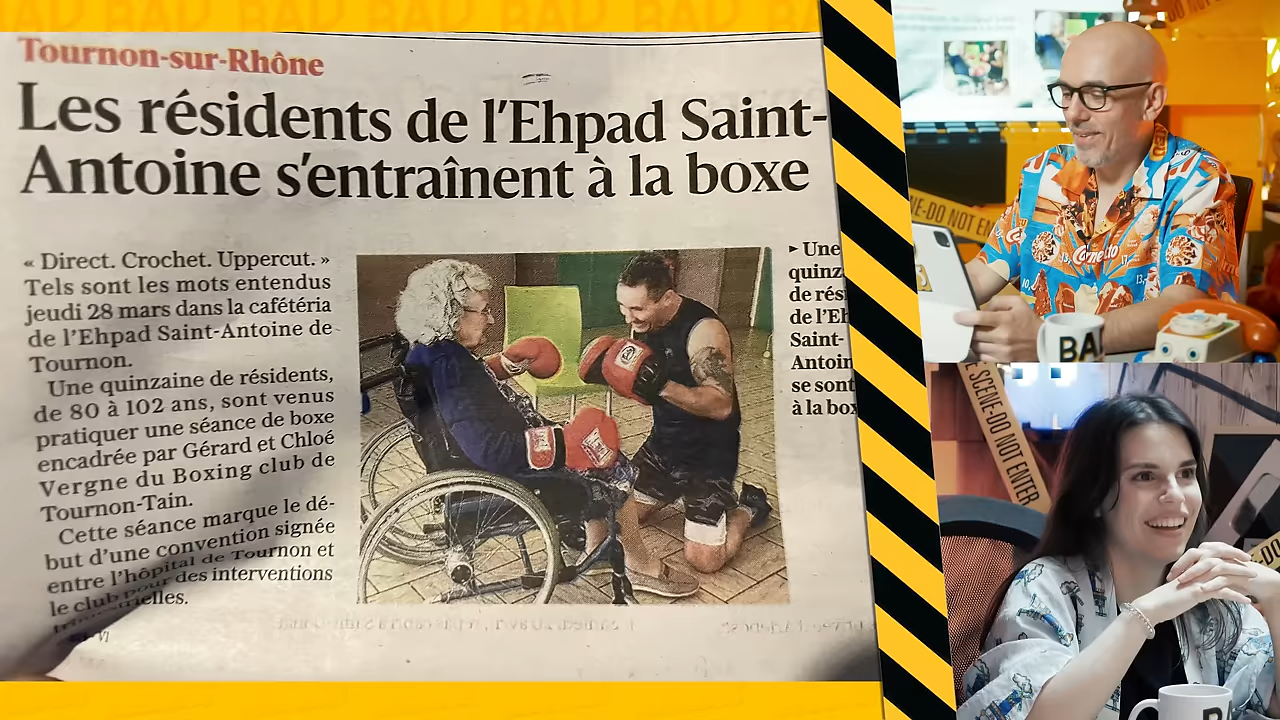 BAD BAD BAD BAD BAD BAD
Tournon-sur-Rhône
Les résidents de l'Ehpad Saint-
Antoine s'entraînent à la boxe
« Direct. Crochet. Uppercut. »
Tels sont les mots entendus
jeudi 28 mars dans la cafétéria
de l'Ehpad Saint-Antoine de
Tournon.
Une quinzaine de résidents,
de 80 à 102 ans, sont venus
pratiquer une séance de boxe
encadrée par Gérard et Chloé
Vergne du Boxing club de
Tournon-Tain.
Cette séance marque le dé-
but d'une convention signée
entre l'hôpital de Tournon et
le club pour des interventions
trimestrielles.
► Une
quinz
de rés
de l'Eh
Saint-
Antoin
se sont
à la box
NE-DO NOT EN
Cornetto
BA
E SCENE-DO NOT ENTER
BA